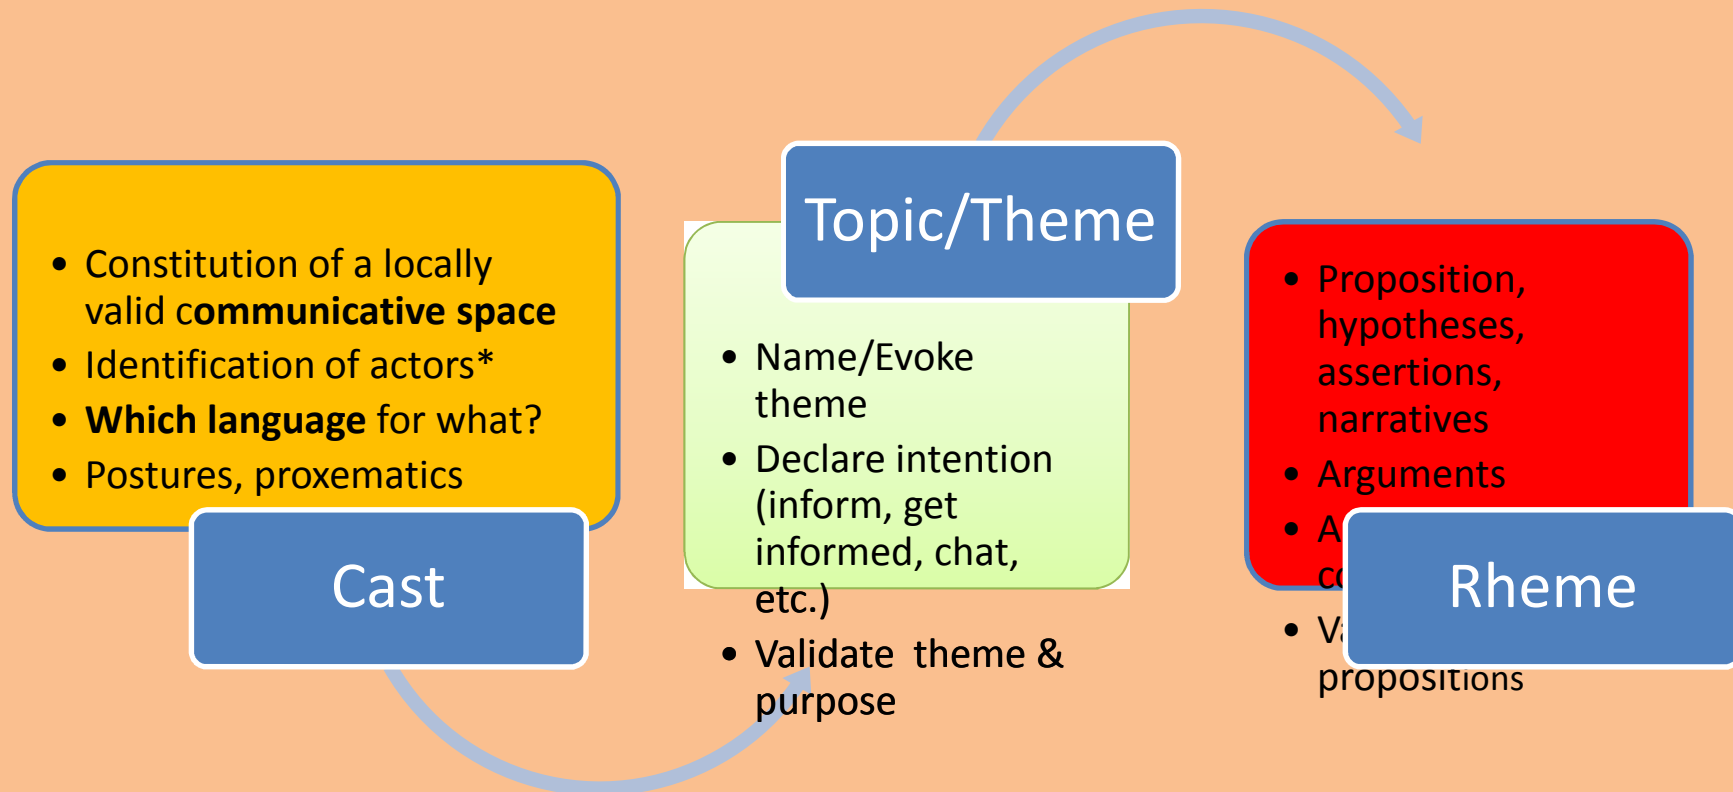 • Constitution of a locally
valid communicative space
• Identification of actors*
• Which language for what?
• Postures, proxematics
Cast
Topic/Theme
• Name/Evoke
theme
• Declare intention
(inform, get
informed, chat,
etc.)
• Validate theme &
purpose
• Proposition,
hypotheses,
assertions,
narratives
• Arguments
propositions
Rheme